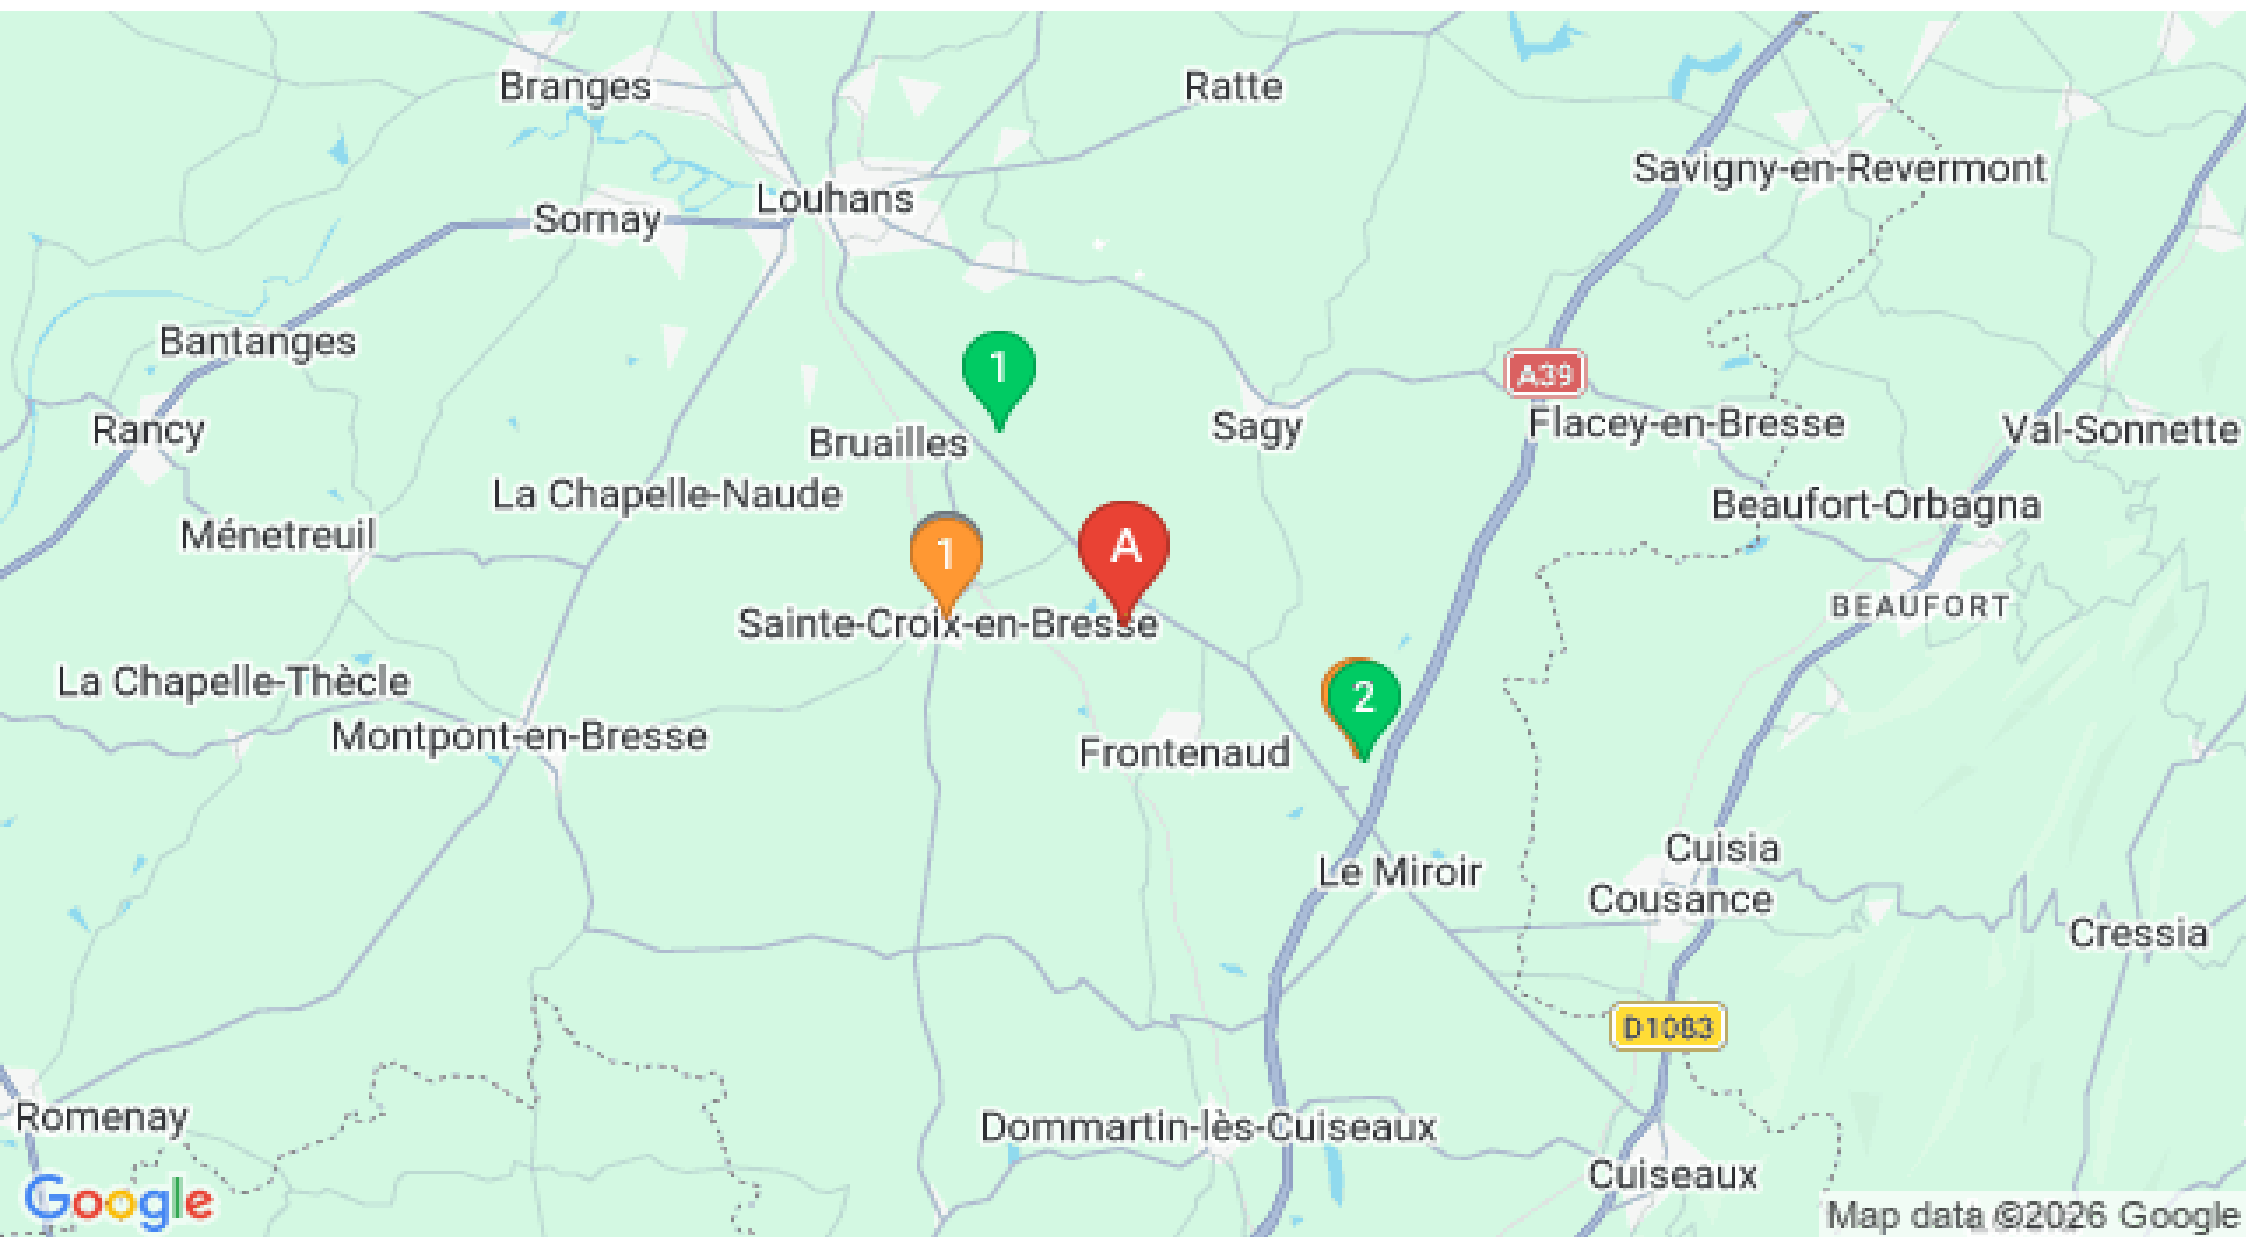 Branges
Ratte
Savigny-en-Revermont
Louhans
Sornay
Bantanges
1
A39
Rancy
Bruailles
Sagy
Flacey-en-Bresse
Val-Sonnette
La Chapelle-Naude
Beaufort-Orbagna
Ménetreuil
1
A
BEAUFORT
Sainte-Croix-en-Bresse
La Chapelle-Thècle
2
Montpont-en-Bresse
Frontenaud
Cuisia
Le Miroir
Cousance
Cressia
D1083
Romenay
Dommartin-lès-Cuiseaux
Cuiseaux
Google
Map data ©2026 Google